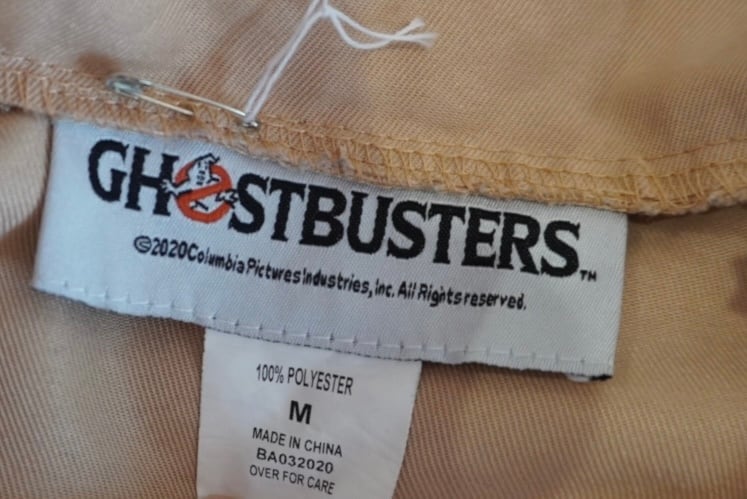 GHOSTBUSTERS™
©2020 Columbia Pictures Industries, Inc. All Rights reserved.
100% POLYESTER
M
MADE IN CHINA
BA032020
OVER FOR CARE